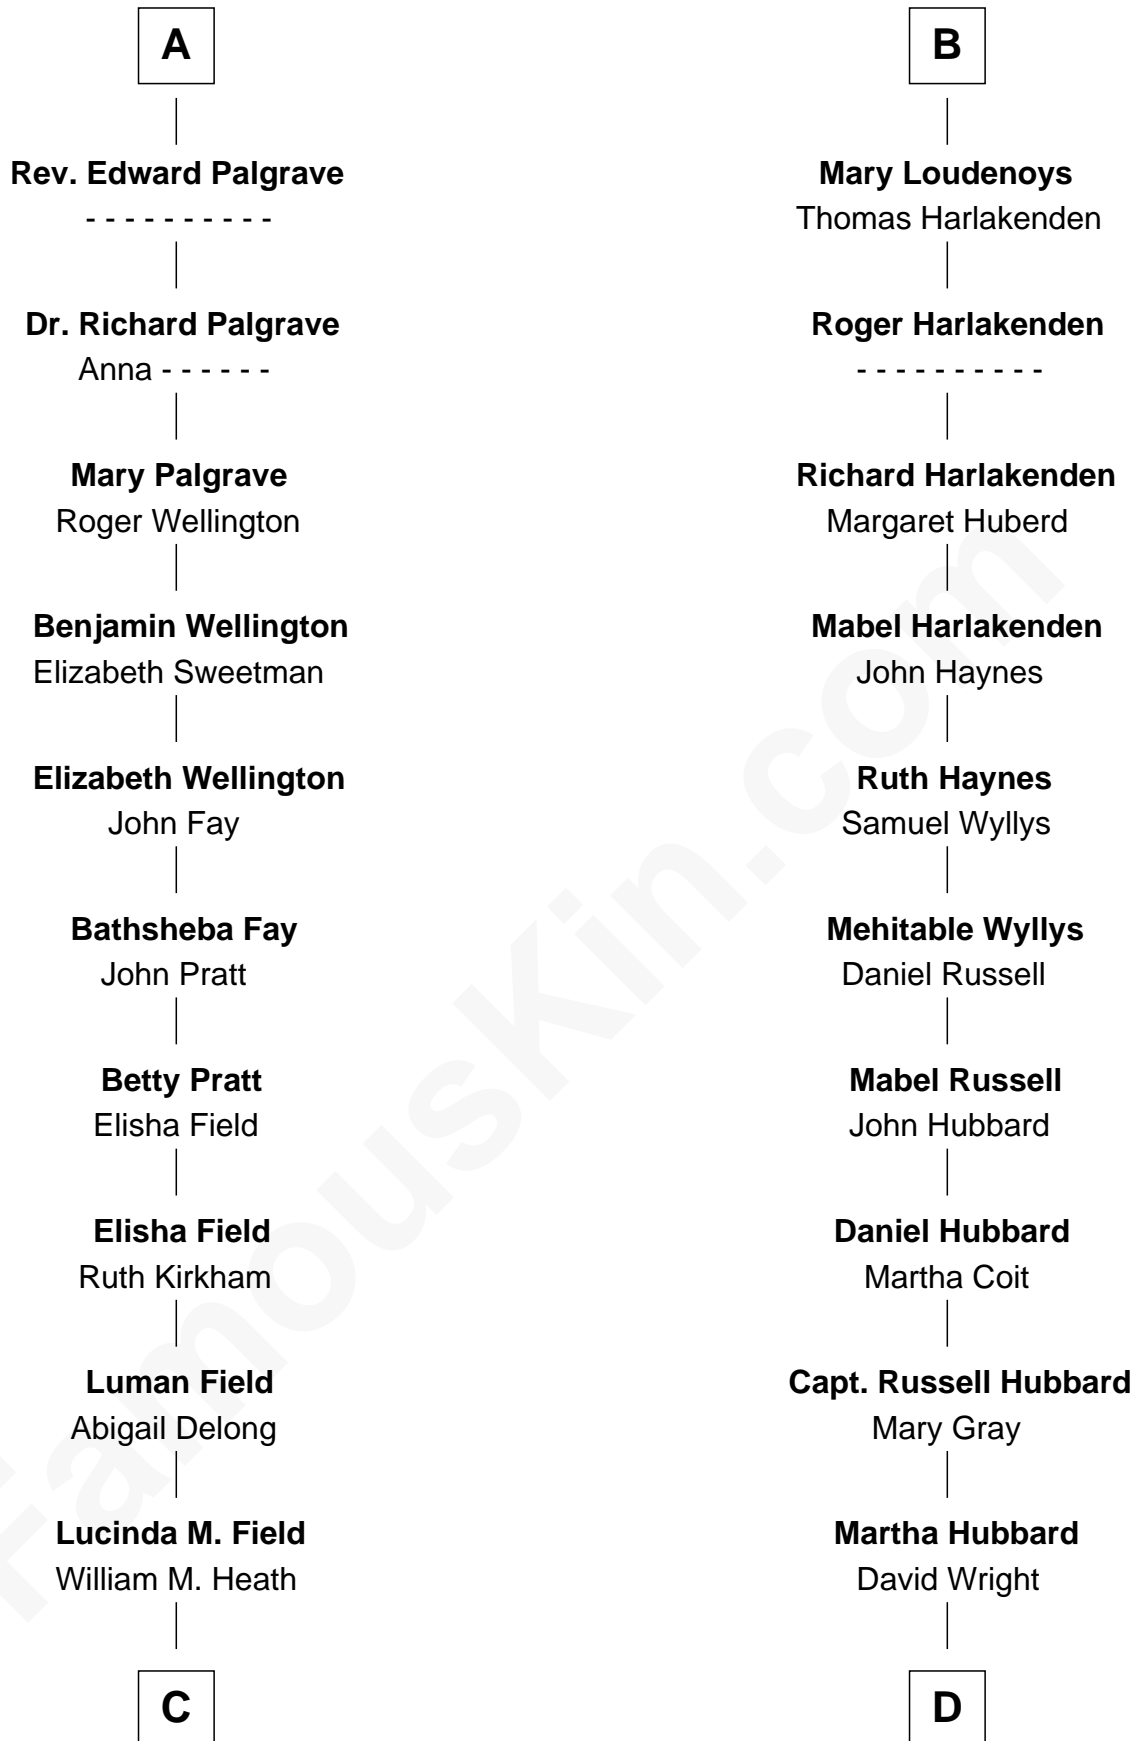 A
Rev. Edward Palgrave
- - - - - - - - - -
Dr. Richard Palgrave
Anna - - - - - -
Mary Palgrave
Roger Wellington
Benjamin Wellington
Elizabeth Sweetman
Elizabeth Wellington
John Fay
Bathsheba Fay
John Pratt
Betty Pratt
Elisha Field
Elisha Field
Ruth Kirkham
Luman Field
Abigail Delong
Lucinda M. Field
William M. Heath
C
B
Mary Loudenoys
Thomas Harlakenden
Roger Harlakenden
- - - - - - - - - -
Richard Harlakenden
Margaret Huberd
Mabel Harlakenden
John Haynes
Ruth Haynes
Samuel Wyllys
Mehitable Wyllys
Daniel Russell
Mabel Russell
John Hubbard
Daniel Hubbard
Martha Coit
Capt. Russell Hubbard
Mary Gray
Martha Hubbard
David Wright
D
FamousKin.com